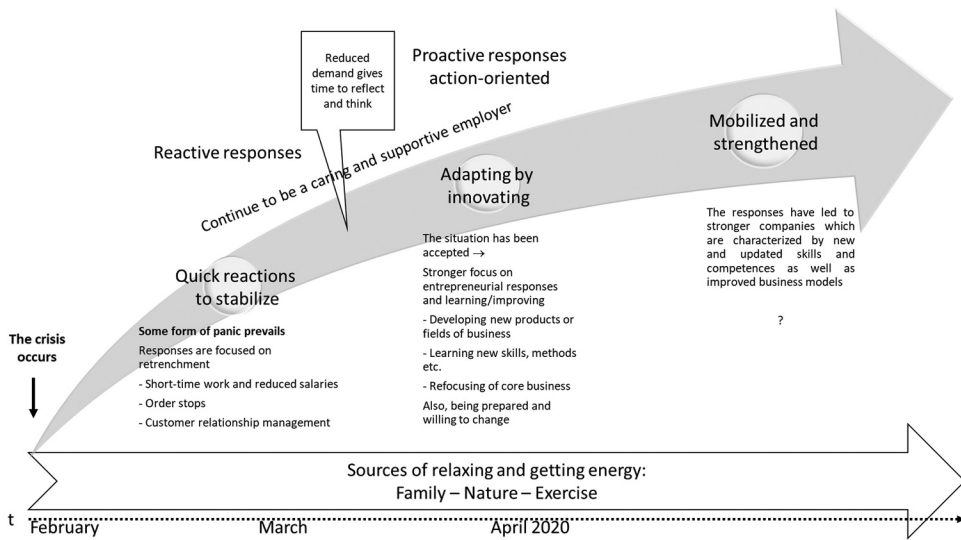 Reduced
demand gives
time to reflect
and think
Proactive responses
action-oriented
Reactive responses
Continue to be a caring and supportive employer
Mobilized and
strengthened
Adapting by
innovating
Quick reactions
to stabilize
The crisis
occurs
Some form of panic prevails
Responses are focused on
retrenchment
- Short-time work and reduced salaries
- Order stops
- Customer relationship management
The situation has been
accepted →
Stronger focus on
entrepreneurial responses
and learning/improving
- Developing new products or
fields of business
- Learning new skills, methods
etc.
- Refocusing of core business
Also, being prepared and
willing to change
The responses have led to
stronger companies which
are characterized by new
and updated skills and
competences as well as
improved business models
?
Sources of relaxing and getting energy:
Family – Nature – Exercise
t February March April 2020